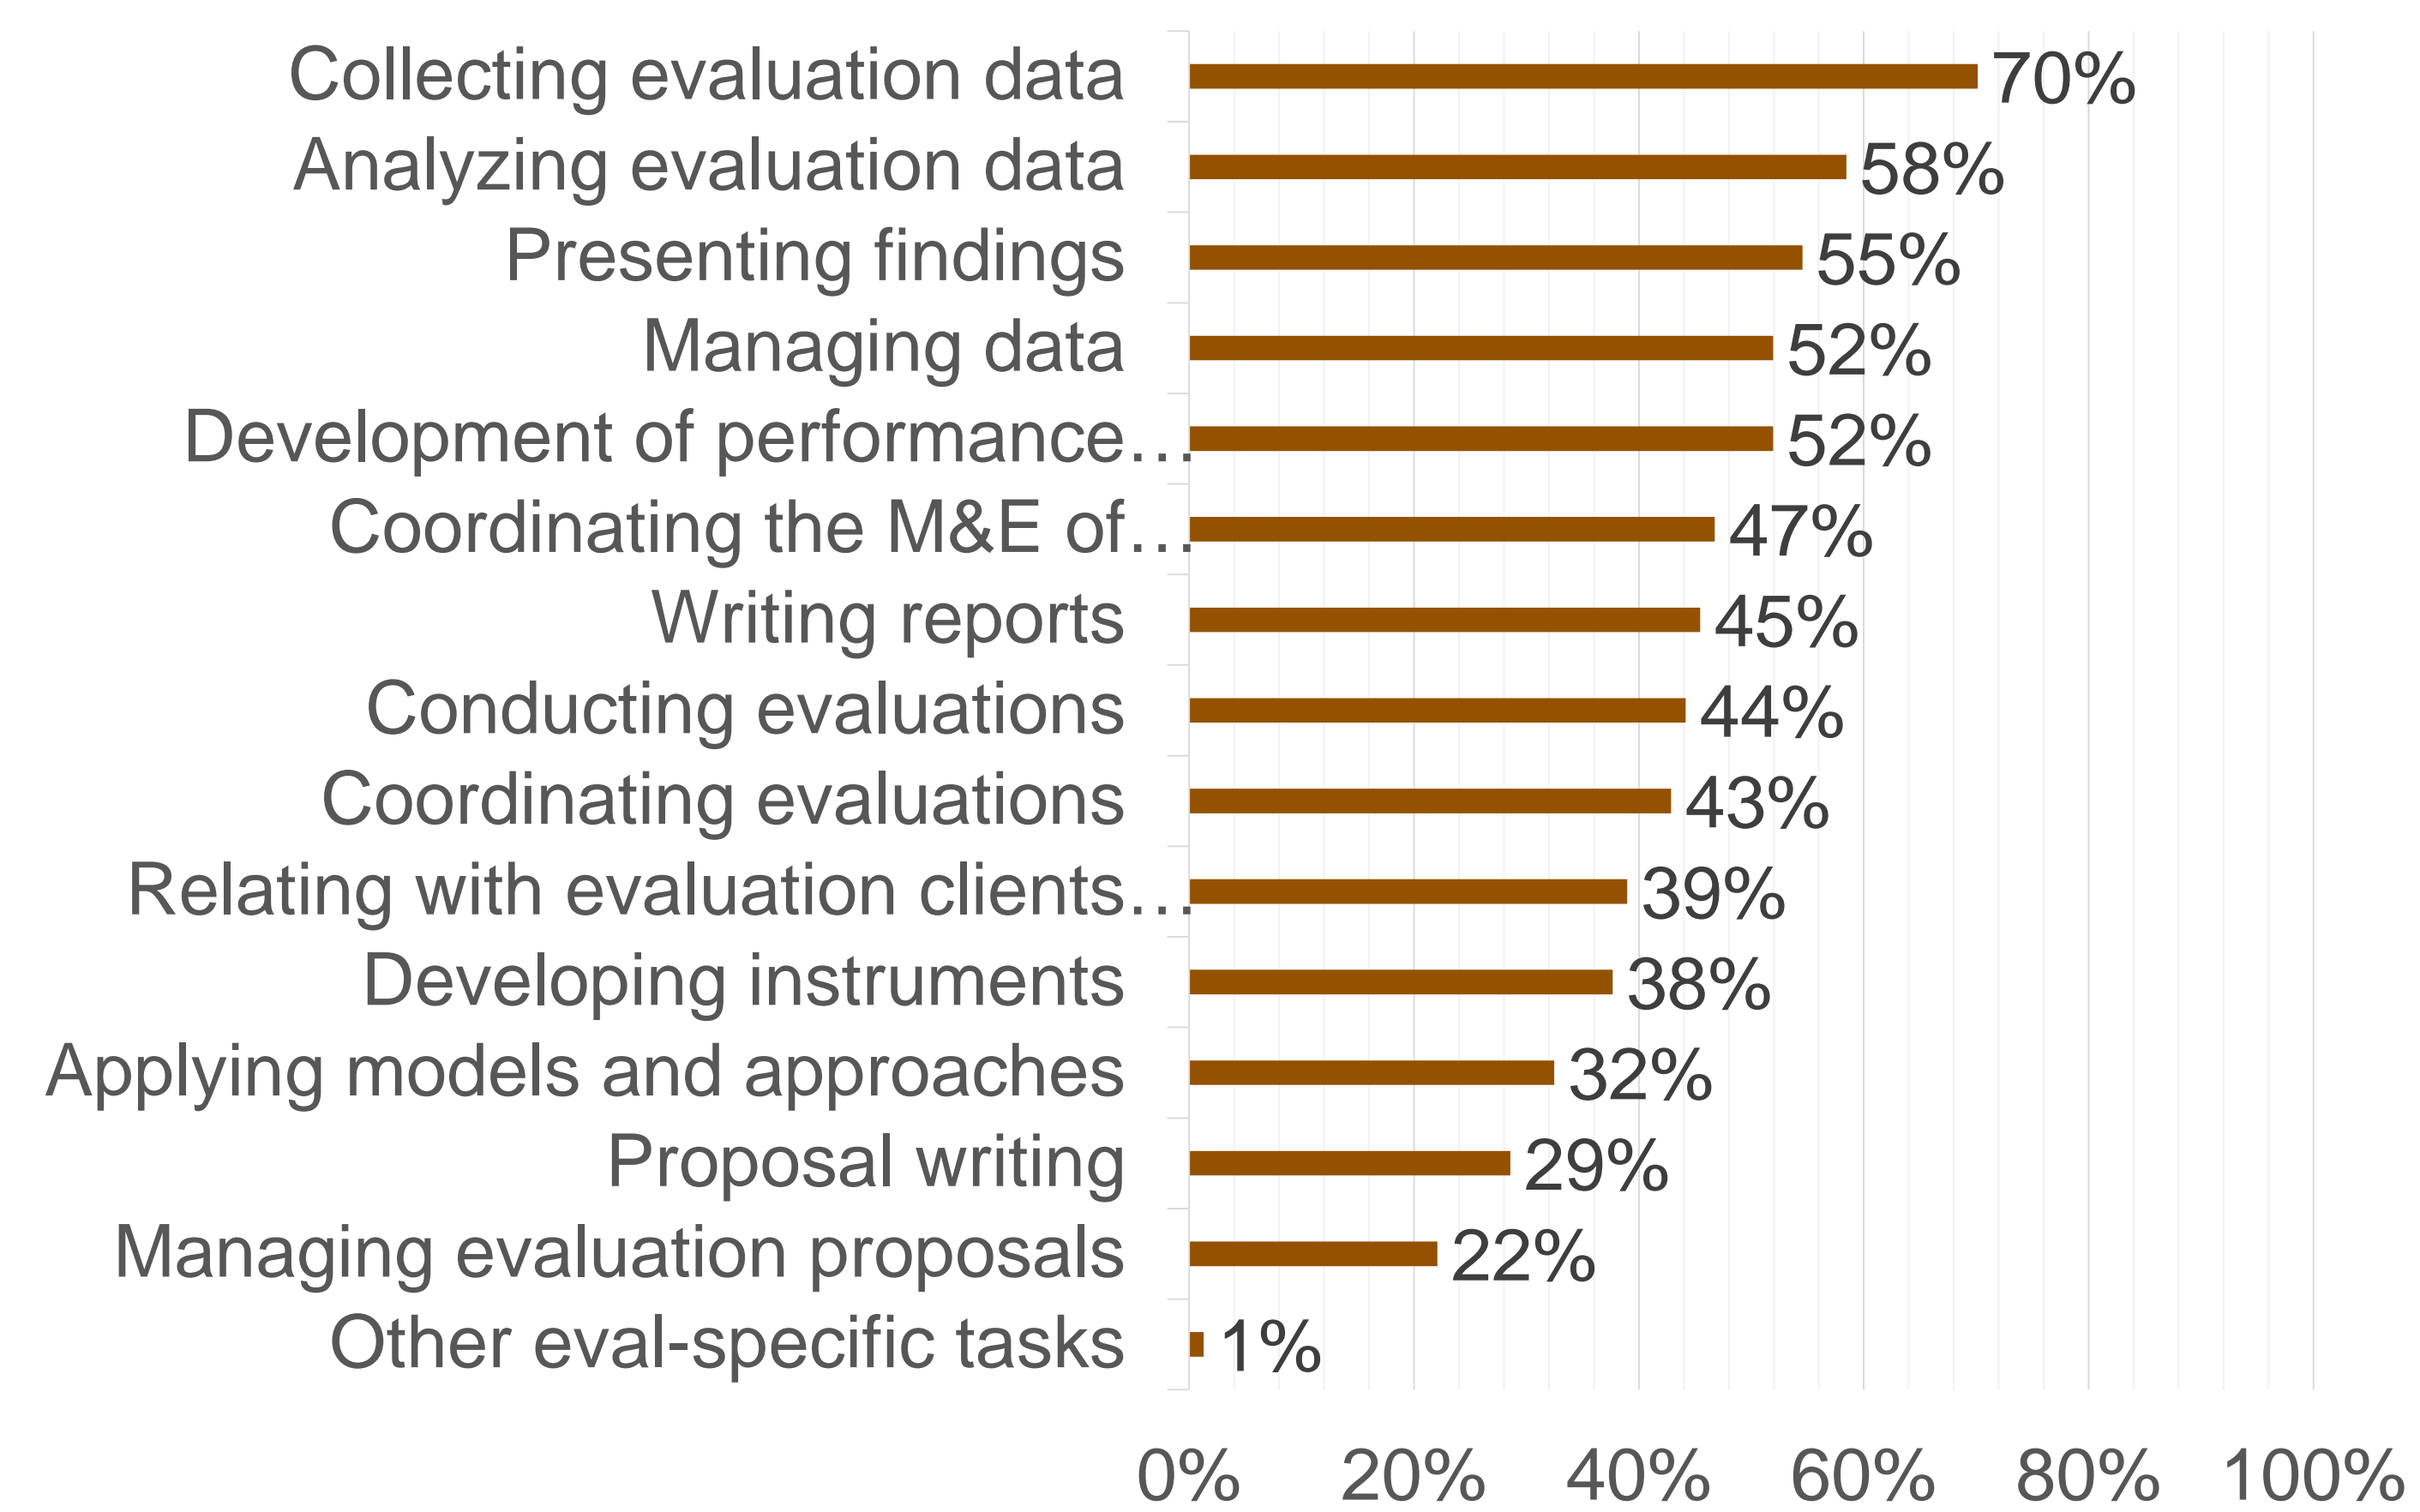 Collecting evaluation data 70%
Analyzing evaluation data 58%
Presenting findings 55%
Managing data 52%
Development of performance… 52%
Coordinating the M&E of… 47%
Writing reports 45%
Conducting evaluations 44%
Coordinating evaluations 43%
Relating with evaluation clients… 39%
Developing instruments 38%
Applying models and approaches 32%
Proposal writing 29%
Managing evaluation proposals 22%
Other eval-specific tasks 1%
0% 20% 40% 60% 80% 100%